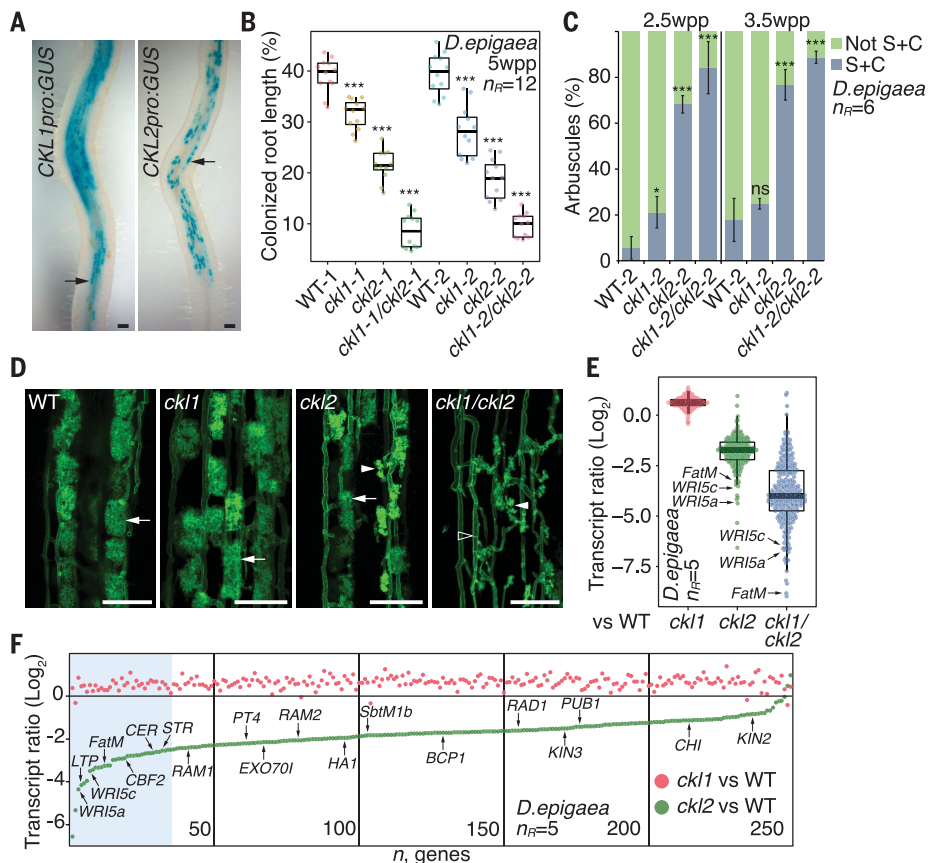 A
CKL1pro:GUS
CKL2pro:GUS
B
Colonized root length (%)
40
30
20
10
D.epigaea
5wpp
nR=12
***
***
***
***
***
***
WT-1
ckl1-1
ckl2-1
ckl1-1/ckl2-1
WT-2
ckl1-2
ckl2-2
ckl1-2/ckl2-2
C
2.5wpp
3.5wpp
Arbuscules (%)
80
60
40
20
0
*
***
***
ns
***
***
Not S+C
S+C
D.epigaea
nR=6
WT-2
ckl1-2
ckl2-2
ckl1-2/ckl2-2
WT-2
ckl1-2
ckl2-2
ckl1-2/ckl2-2
D
WT
ckl1
ckl2
ckl1/ckl2
E
Transcript ratio (Log2)
0.0
-2.5
-5.0
-7.5
FatM
WRI5c
WRI5a
WRI5c
WRI5a
FatM
D.epigaea
nR=5
vs WT
ckl1
ckl2
ckl1/
ckl2
F
Transcript ratio (Log2)
0
-2
-4
-6
LTP
FatM
CER
STR
PT4
RAM2
SbtM1b
RAD1
PUB1
WRI5a
WRI5c
CBF2
RAM1
EXO70I
HA1
BCP1
KIN3
CHI
KIN2
ckl1 vs WT
ckl2 vs WT
D.epigaea
nR=5
50
100
150
200
250
n, genes